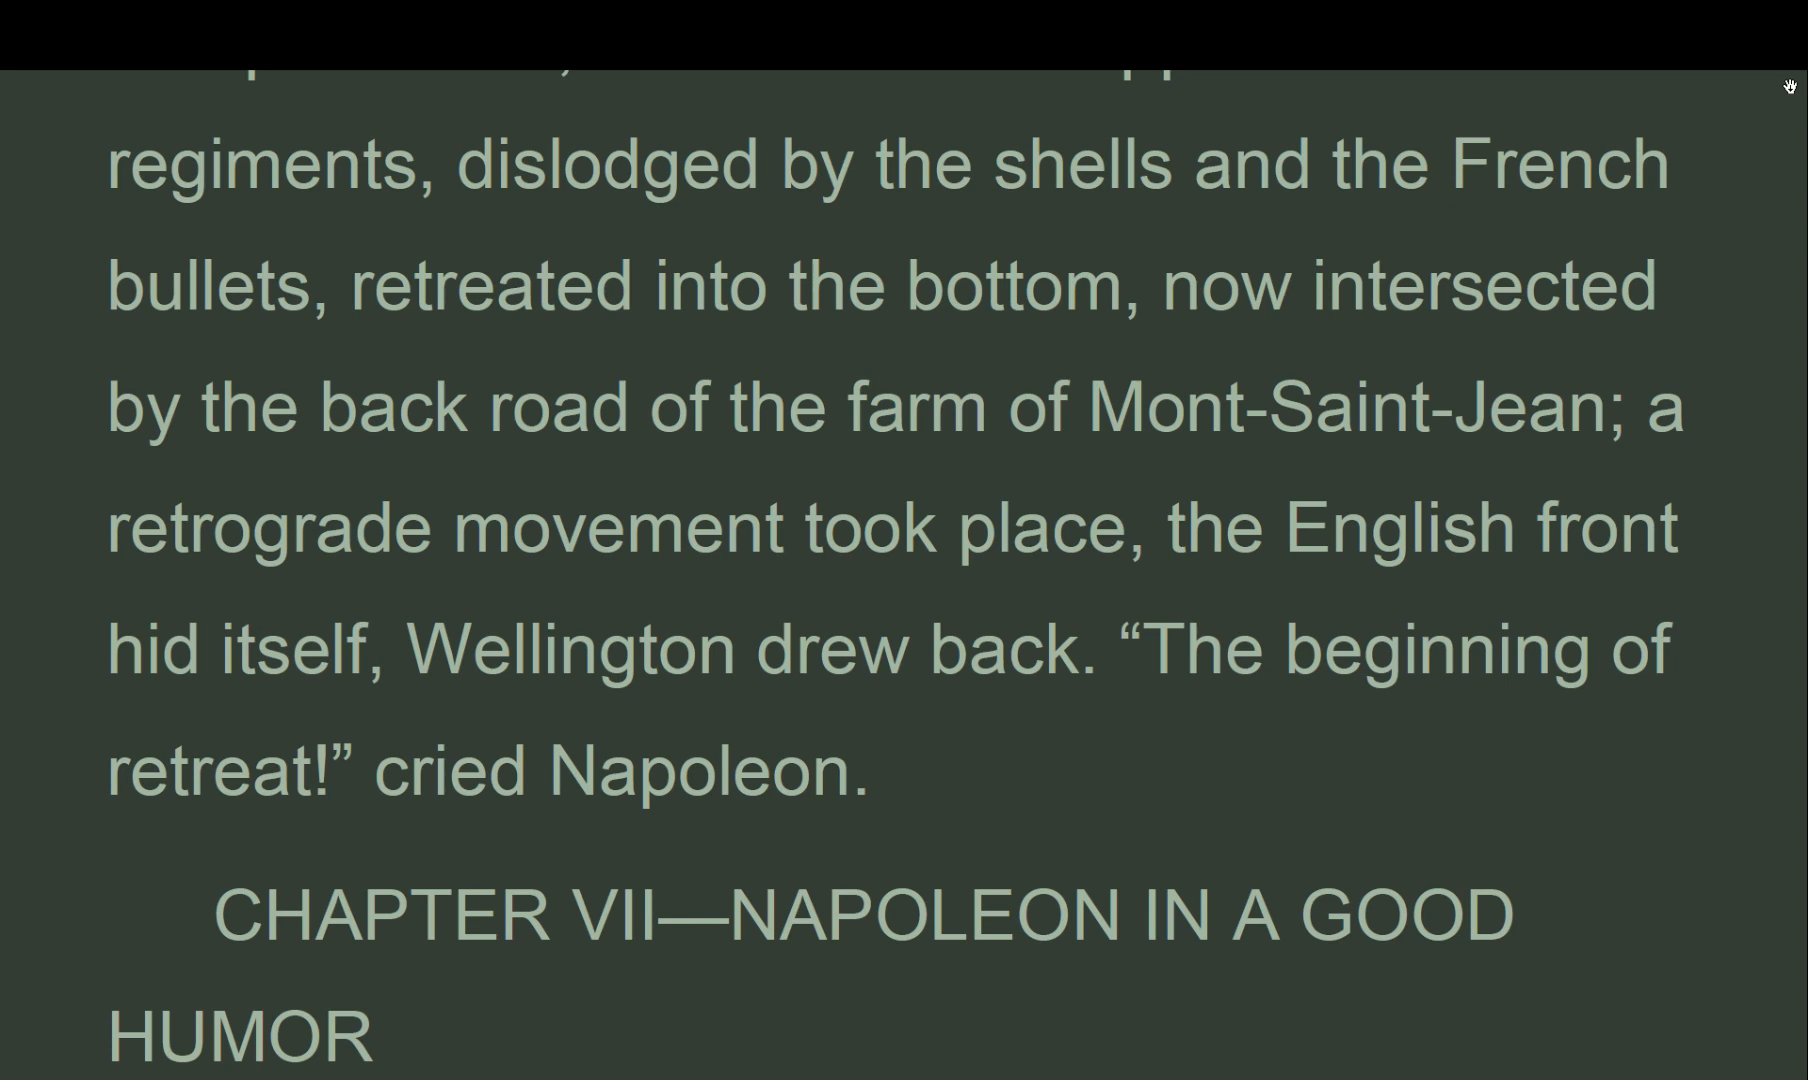 regiments, dislodged by the shells and the French
bullets, retreated into the bottom, now intersected
by the back road of the farm of Mont-Saint-Jean; a
retrograde movement took place, the English front
hid itself, Wellington drew back. “The beginning of
retreat!” cried Napoleon.
CHAPTER VII—NAPOLEON IN A GOOD
HUMOR